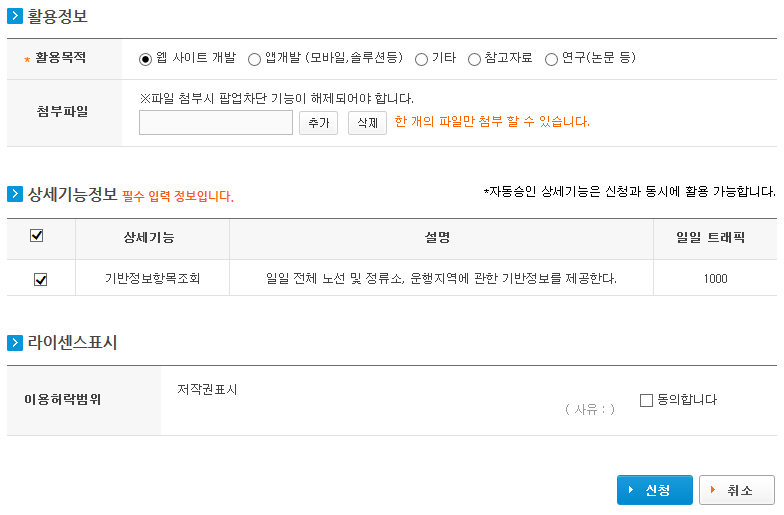 활용정보
* 활용목적 웹 사이트 개발 앱개발 (모바일,솔루션등) 기타 참고자료 연구(논문 등)
첨부파일
※파일 첨부시 팝업차단 기능이 해제되어야 합니다.
추가 삭제 한 개의 파일만 첨부 할 수 있습니다.
상세기능정보 필수 입력 정보입니다.
*자동승인 상세기능은 신청과 동시에 활용 가능합니다.
상세기능 설명 일일 트래픽
기반정보항목조회 일일 전체 노선 및 정류소, 운행지역에 관한 기반정보를 제공한다. 1000
라이센스표시
이용허락범위
저작권표시
( 사유 : )
동의합니다
신청 취소